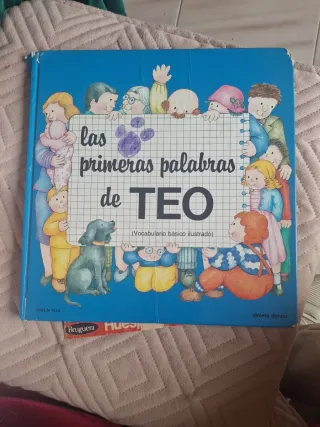 las
primeras palabras
de TEO
(Vocabulario básico ilustrado)
Bruguera